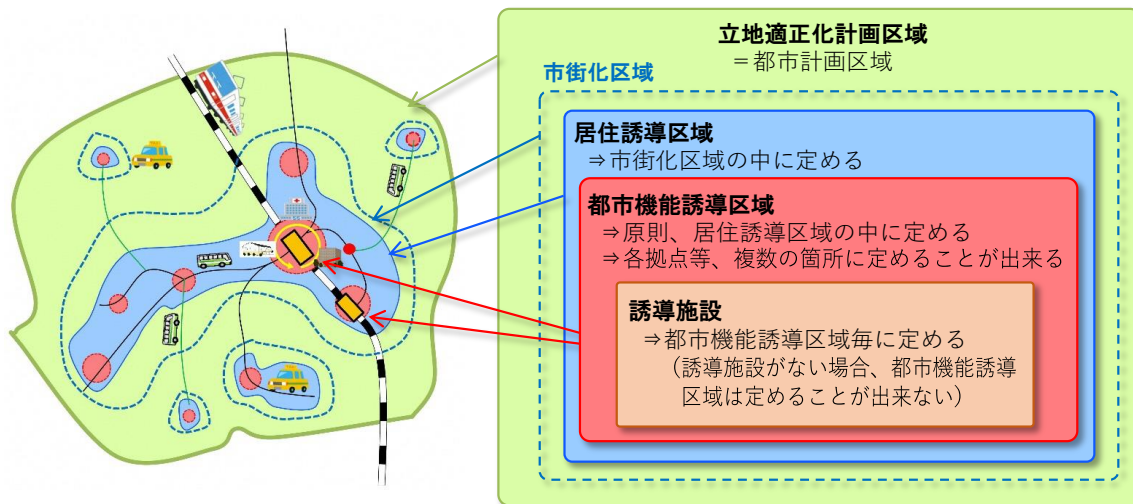 立地適正化計画区域
＝都市計画区域
市街化区域
居住誘導区域
⇒市街化区域の中に定める
都市機能誘導区域
⇒原則、居住誘導区域の中に定める
⇒各拠点等、複数の箇所に定めることが出来る
誘導施設
⇒都市機能誘導区域毎に定める
（誘導施設がない場合、都市機能誘導
区域は定めることが出来ない）